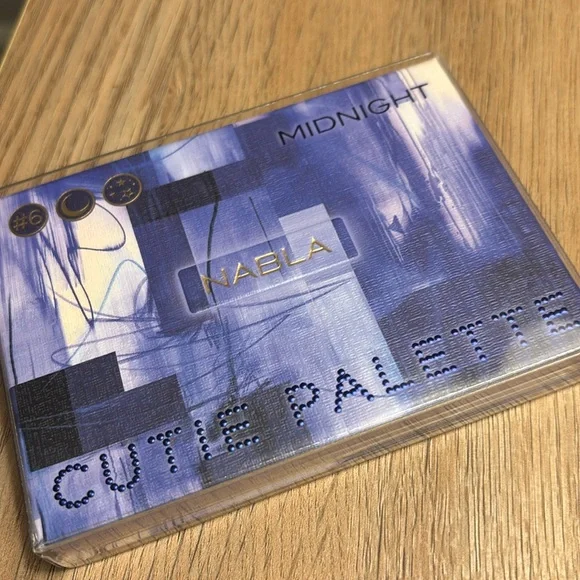 MIDNIGHT
#6
NABLA
CUTIE PALETTE